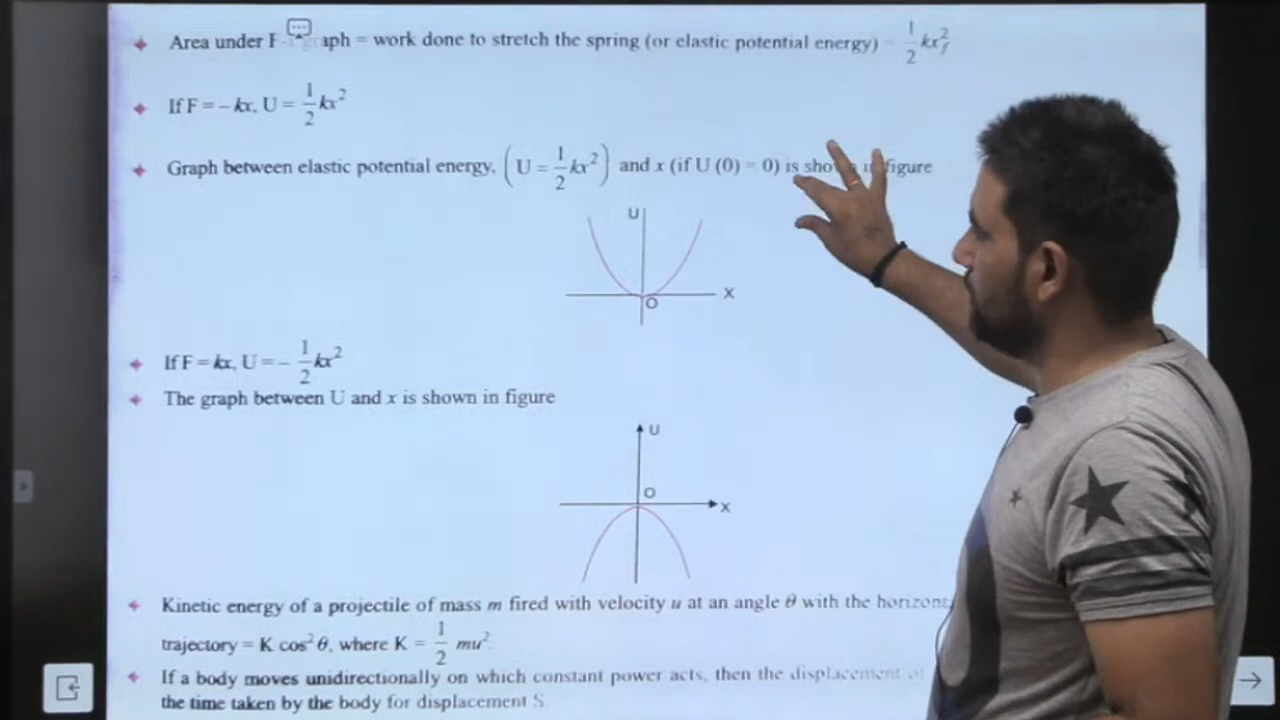 Area under F aph = work done to stretch the spring (or elastic potential energy) = 1/2 kx_f^2
If F = – kx, U = 1/2 kx^2
Graph between elastic potential energy, (U = 1/2 kx^2) and x (if U (0) = 0) is figure
U
X
O
If F = kx, U = – 1/2 kx^2
The graph between U and x is shown in figure
U
O
X
Kinetic energy of a projectile of mass m fired with velocity u at an angle θ with the
trajectory = K cos^2 θ, where K = 1/2 mu^2.
If a body moves unidirectionally on which constant power acts, then the displacement
the time taken by the body for displacement S